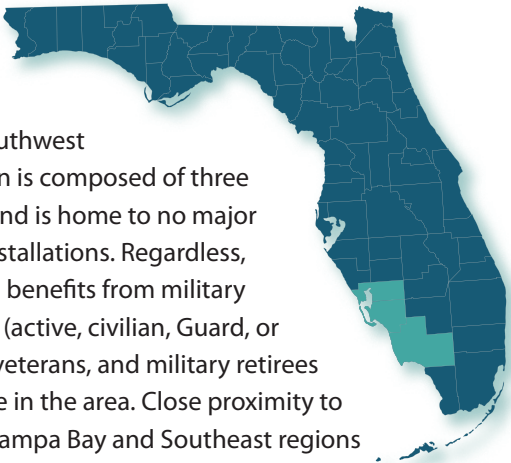 uthwest
n is composed of three
nd is home to no major
stallations. Regardless,
benefits from military
(active, civilian, Guard, or
veterans, and military retirees
e in the area. Close proximity to
ampa Bay and Southeast regions